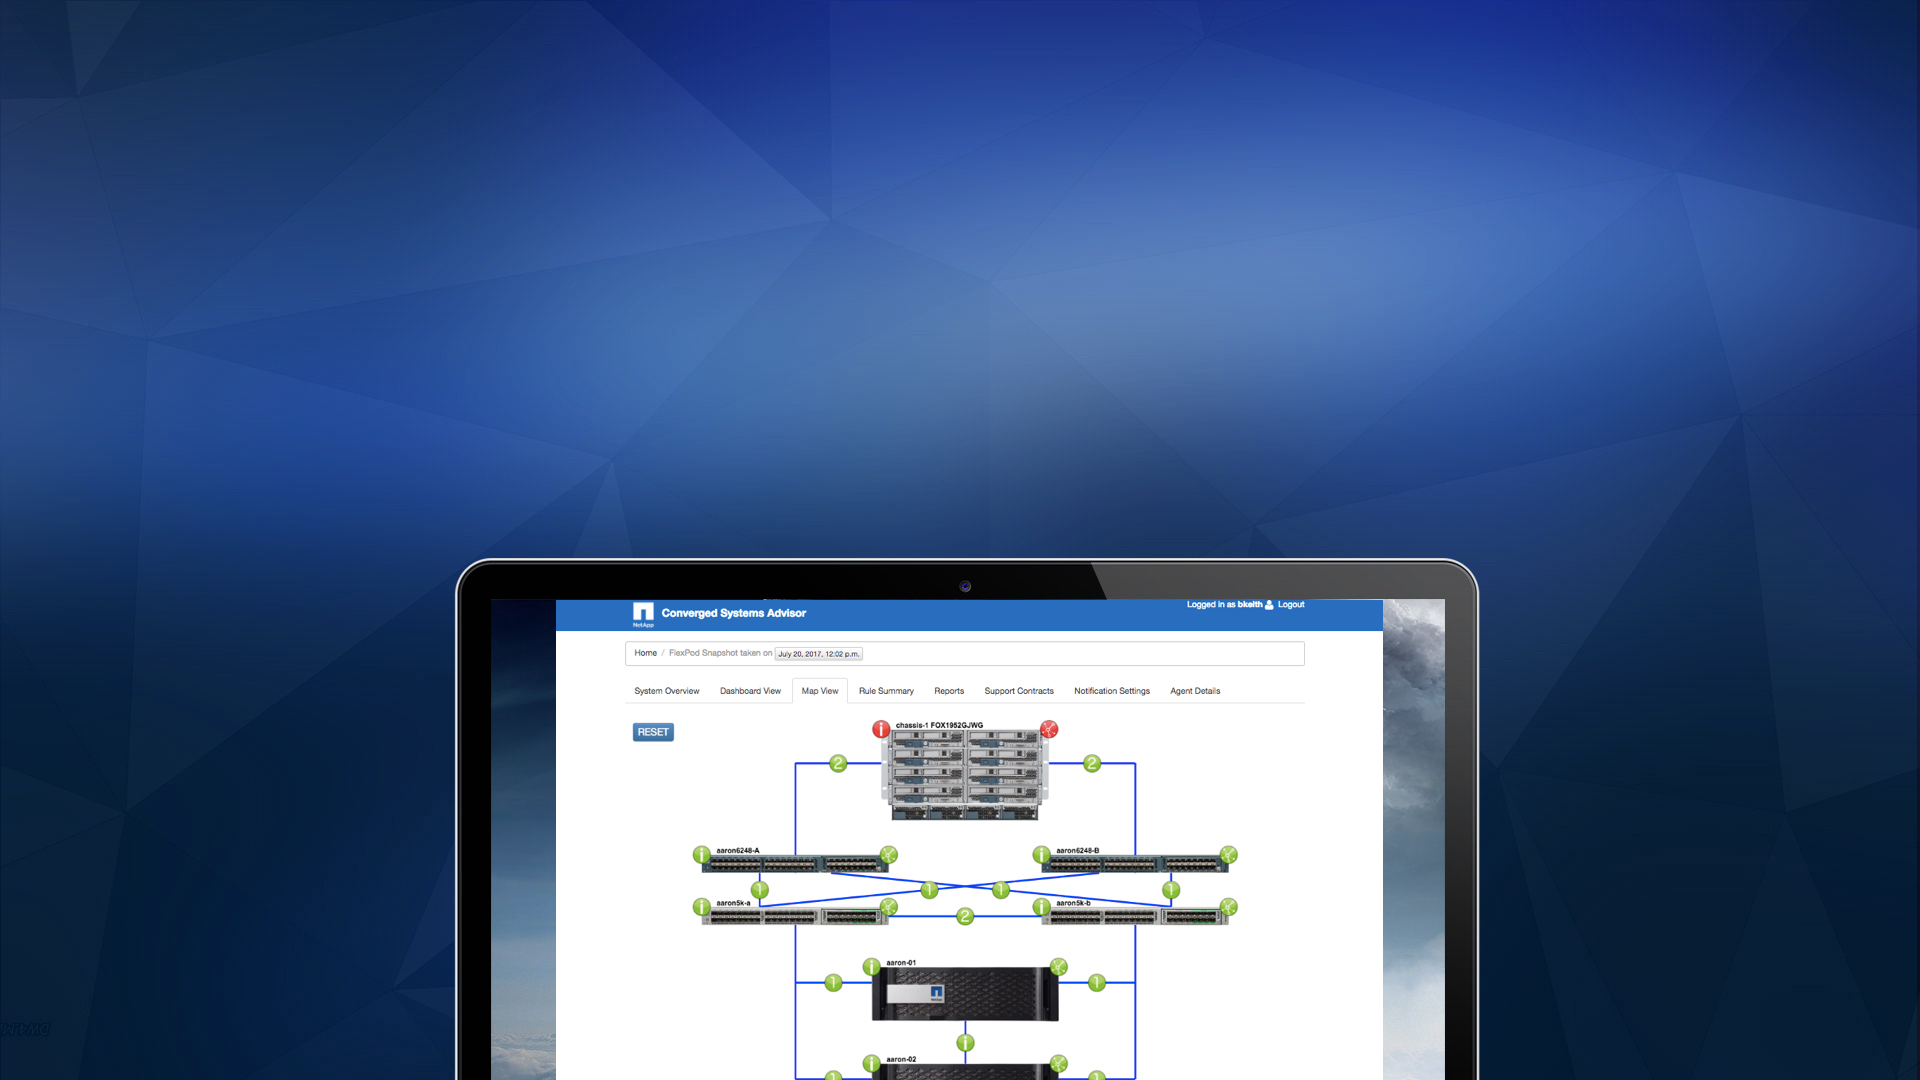 Converged Systems Advisor
Logged in as bkeith Logout
NetApp
Home / FlexPod Snapshot taken on July 20, 2017, 12:02 p.m.
System Overview Dashboard View Map View Rule Summary Reports Support Contracts Notification Settings Agent Details
RESET
chassis-1 FOX1952GJWG
2 2
aaron6248-A aaron6248-B
1 1 1 1
aaron5k-a aaron5k-b
2
aaron-01
1 1
NetApp
aaron-02
1 1